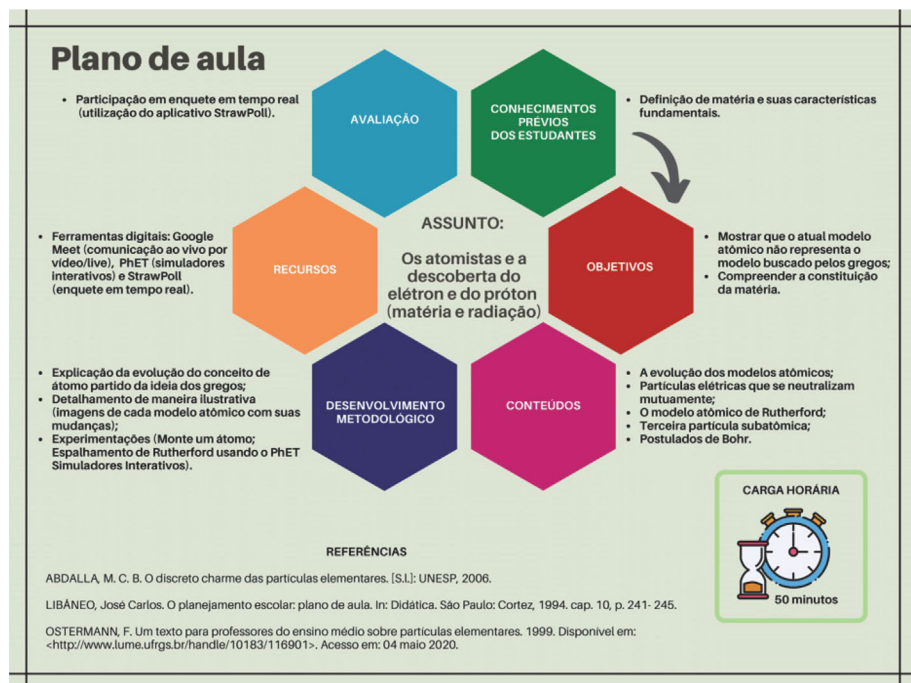 Plano de aula
• Participação em enquete em tempo real
(utilização do aplicativo StrawPoll).
AVALIAÇÃO
CONHECIMENTOS
PRÉVIOS
DOS ESTUDANTES
• Definição de matéria e suas características
fundamentais.
• Ferramentas digitais: Google
Meet (comunicação ao vivo por
vídeo/live), PhET (simuladores
interativos) e StrawPoll
(enquete em tempo real).
RECURSOS
ASSUNTO:
Os atomistas e a
descoberta do
elétron e do próton
(matéria e radiação)
OBJETIVOS
• Mostrar que o atual modelo
atômico não representa o
modelo buscado pelos gregos;
• Compreender a constituição
da matéria.
• Explicação da evolução do conceito de
átomo partido da ideia dos gregos;
• Detalhamento de maneira ilustrativa
(imagens de cada modelo atômico com suas
mudanças);
• Experimentações (Monte um átomo;
Espalhamento de Rutherford usando o PhET
Simuladores Interativos).
DESENVOLVIMENTO
METODOLÓGICO
CONTEÚDOS
• A evolução dos modelos atômicos;
• Partículas elétricas que se neutralizam
mutuamente;
• O modelo atômico de Rutherford;
• Terceira partícula subatômica;
• Postulados de Bohr.
CARGA HORÁRIA
50 minutos
REFERÊNCIAS
ABDALLA, M. C. B. O discreto charme das partículas elementares. [S.l.]: UNESP, 2006.
LIBÂNEO, José Carlos. O planejamento escolar: plano de aula. In: Didática. São Paulo: Cortez, 1994. cap. 10, p. 241- 245.
OSTERMANN, F. Um texto para professores do ensino médio sobre partículas elementares. 1999. Disponível em:
<http://www.lume.ufrgs.br/handle/10183/116901>. Acesso em: 04 maio 2020.